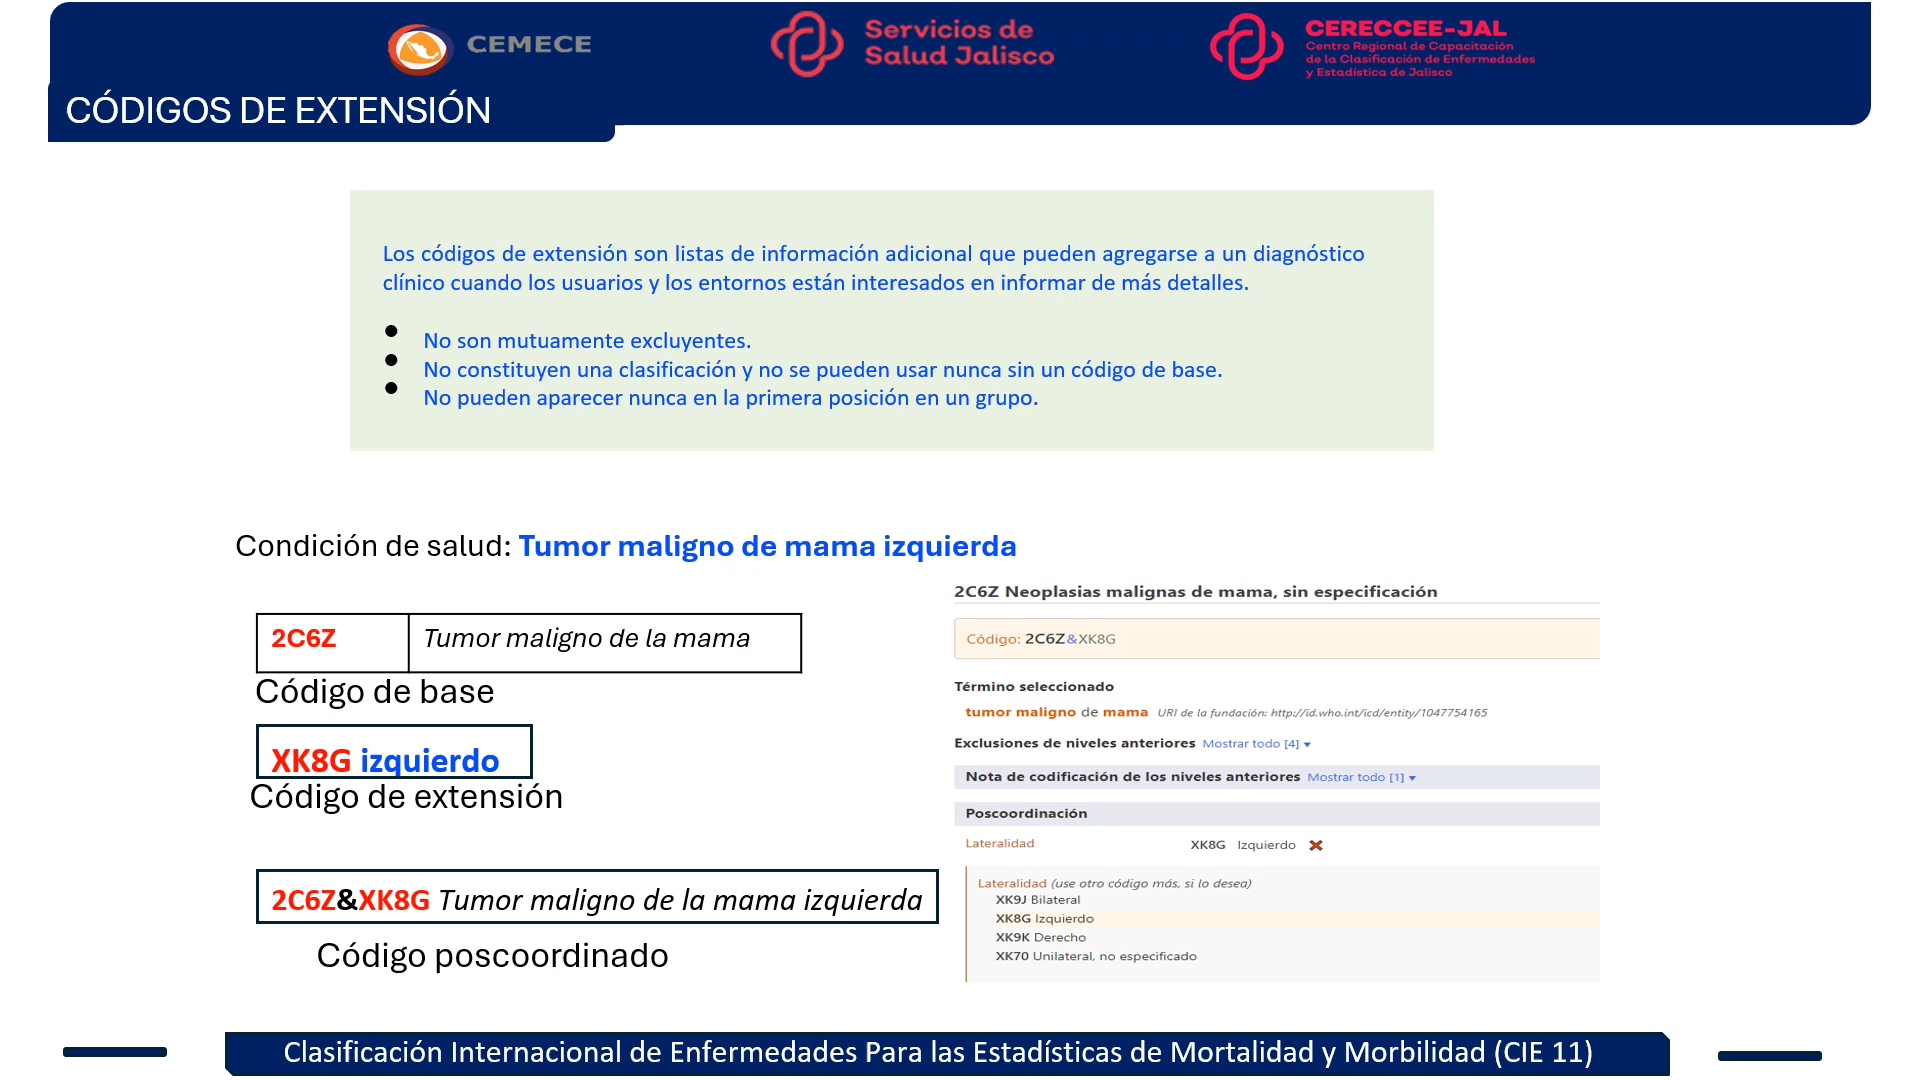 CEMECE
Servicios de
Salud Jalisco
CERECCEE-JAL
Centro Regional de Capacitación
de la Clasificación de Enfermedades
y Estadística de Jalisco
CÓDIGOS DE EXTENSIÓN
Los códigos de extensión son listas de información adicional que pueden agregarse a un diagnóstico
clínico cuando los usuarios y los entornos están interesados en informar de más detalles.
• No son mutuamente excluyentes.
• No constituyen una clasificación y no se pueden usar nunca sin un código de base.
• No pueden aparecer nunca en la primera posición en un grupo.
Condición de salud: Tumor maligno de mama izquierda
2C6Z Tumor maligno de la mama
Código de base
XK8G izquierdo
Código de extensión
2C6Z&XK8G Tumor maligno de la mama izquierda
Código poscoordinado
2C6Z Neoplasias malignas de mama, sin especificación
Código: 2C6Z&XK8G
Término seleccionado
tumor maligno de mama URI de la fundación: http://id.who.int/icd/entity/1047754165
Exclusiones de niveles anteriores Mostrar todo [4]
Nota de codificación de los niveles anteriores Mostrar todo [1]
Poscoordinación
Lateralidad XK8G Izquierdo
Lateralidad (use otro código más, si lo desea)
XK9J Bilateral
XK8G Izquierdo
XK9K Derecho
XK70 Unilateral, no especificado
Clasificación Internacional de Enfermedades Para las Estadísticas de Mortalidad y Morbilidad (CIE 11)